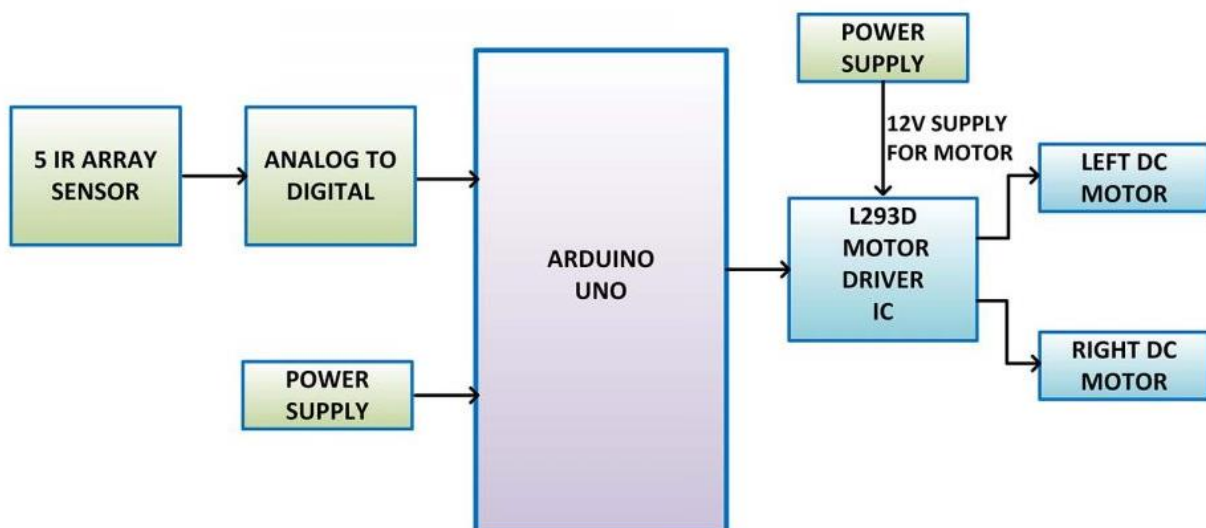 5 IR ARRAY
SENSOR
ANALOG TO
DIGITAL
POWER
SUPPLY
ARDUINO
UNO
POWER
SUPPLY
12V SUPPLY
FOR MOTOR
L293D
MOTOR
DRIVER
IC
LEFT DC
MOTOR
RIGHT DC
MOTOR